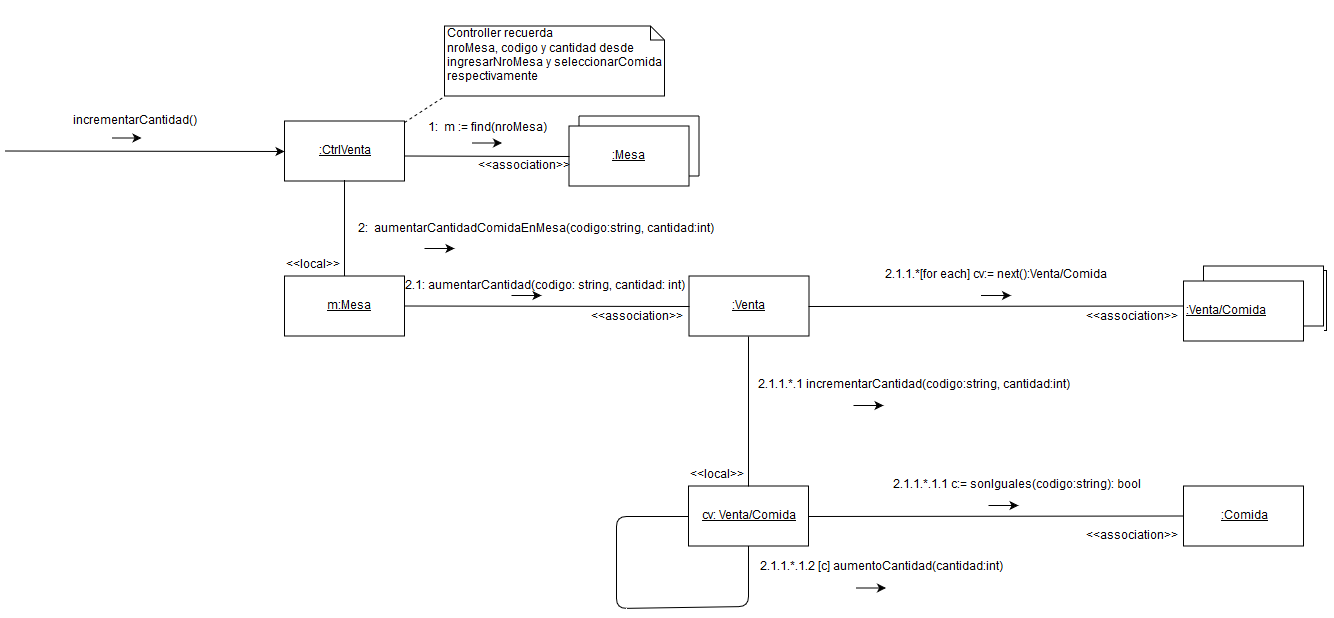 Controller recuerda
nroMesa, codigo y cantidad desde
ingresarNroMesa y seleccionarComida
respectivamente
incrementarCantidad()
1:  m := find(nroMesa)
:CtrlVenta
:Mesa
<<association>>
2:  aumentarCantidadComidaEnMesa(codigo:string, cantidad:int)
<<local>>
2.1: aumentarCantidad(codigo: string, cantidad: int)
2.1.1.*[for each] cv:= next():Venta/Comida
m:Mesa
:Venta
:Venta/Comida
<<association>>
<<association>>
2.1.1.*.1 incrementarCantidad(codigo:string, cantidad:int)
<<local>>
2.1.1.*.1.1 c:= sonIguales(codigo:string): bool
cv: Venta/Comida
:Comida
<<association>>
2.1.1.*.1.2 [c] aumentoCantidad(cantidad:int)